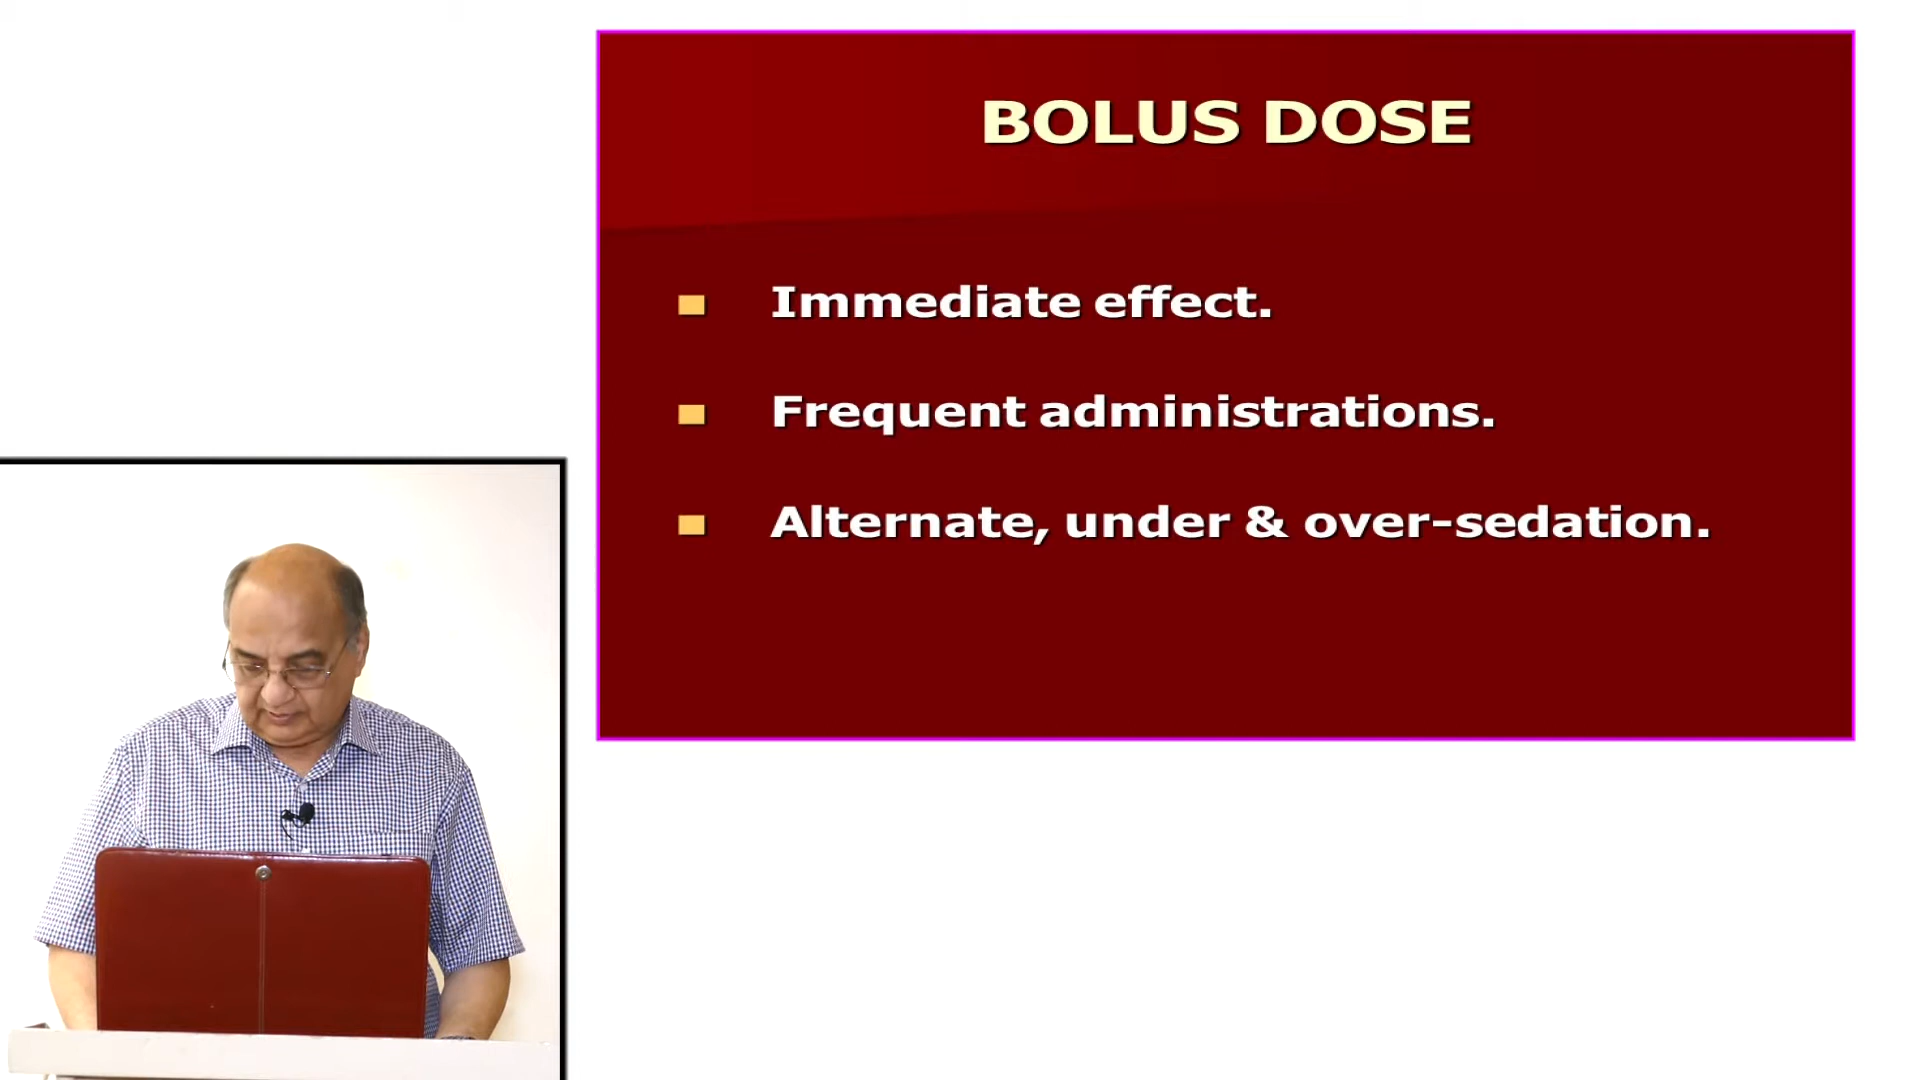 BOLUS DOSE
Immediate effect.
Frequent administrations.
Alternate, under & over-sedation.